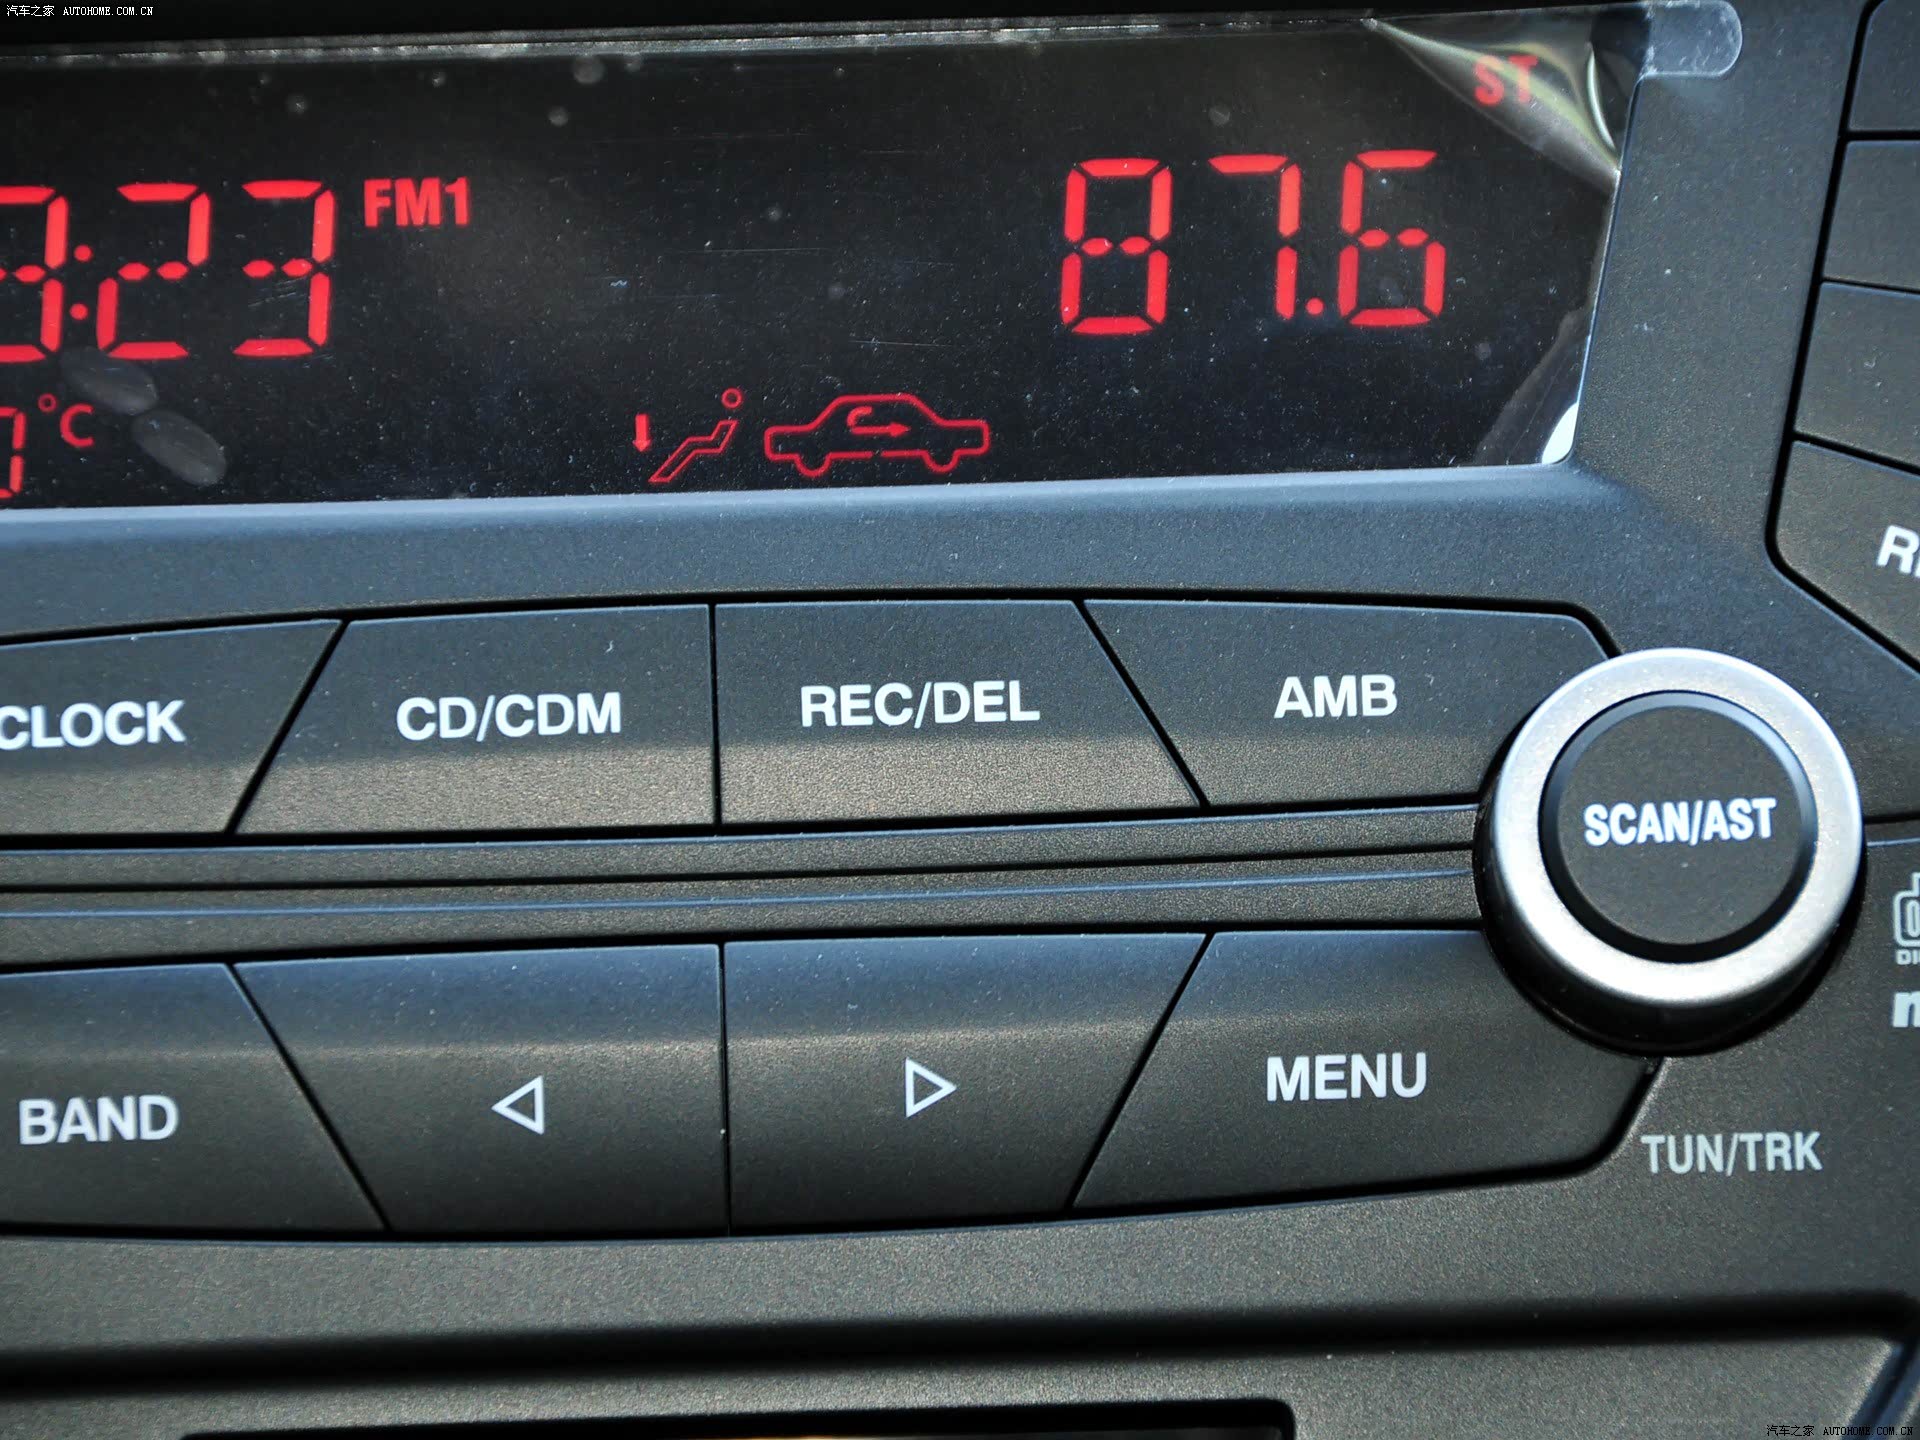 汽车之家 AUTOHOME.COM.CN
ST
:23 FM1 87.6
°C
CLOCK CD/CDM REC/DEL AMB
SCAN/AST
BAND MENU
TUN/TRK
汽车之家 AUTOHOME.COM.CN